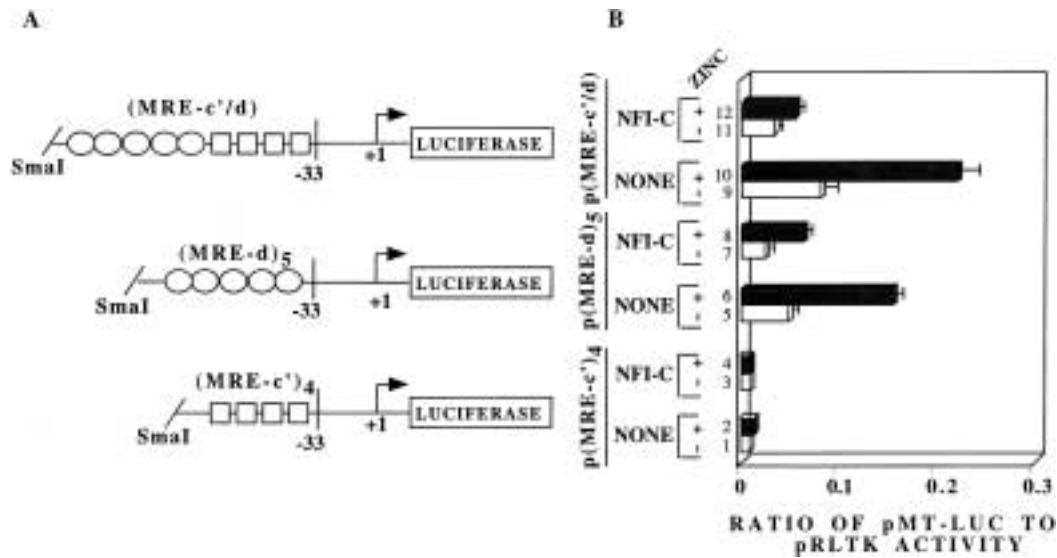 A
(MRE-c'/d)
SmaI
-33
+1
LUCIFERASE
(MRE-d)5
SmaI
-33
+1
LUCIFERASE
(MRE-c')4
SmaI
-33
+1
LUCIFERASE
B
ZINC
p(MRE-c'/d)
NFI-C
+ 12
- 11
NONE
+ 10
- 9
p(MRE-d)5
NFI-C
+ 8
- 7
NONE
+ 6
- 5
p(MRE-c')4
NFI-C
+ 4
- 3
NONE
+ 2
- 1
0 0.1 0.2 0.3
RATIO OF pMT-LUC TO
pRLTK ACTIVITY